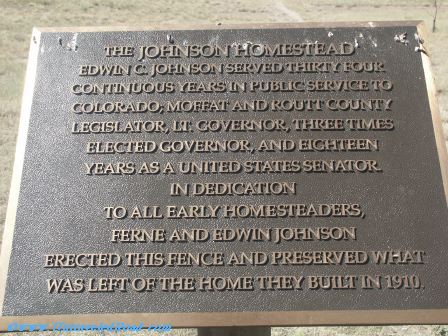 THE JOHNSON HOMESTEAD
EDWIN C. JOHNSON SERVED THIRTY FOUR
CONTINUOUS YEARS IN PUBLIC SERVICE TO
COLORADO; MOFFAT AND ROUTT COUNTY
LEGISLATOR, LT. GOVERNOR, THREE TIMES
ELECTED GOVERNOR, AND EIGHTEEN
YEARS AS A UNITED STATES SENATOR.
IN DEDICATION
TO ALL EARLY HOMESTEADERS,
FERNE AND EDWIN JOHNSON
ERECTED THIS FENCE AND PRESERVED WHAT
WAS LEFT OF THE HOME THEY BUILT IN 1910.